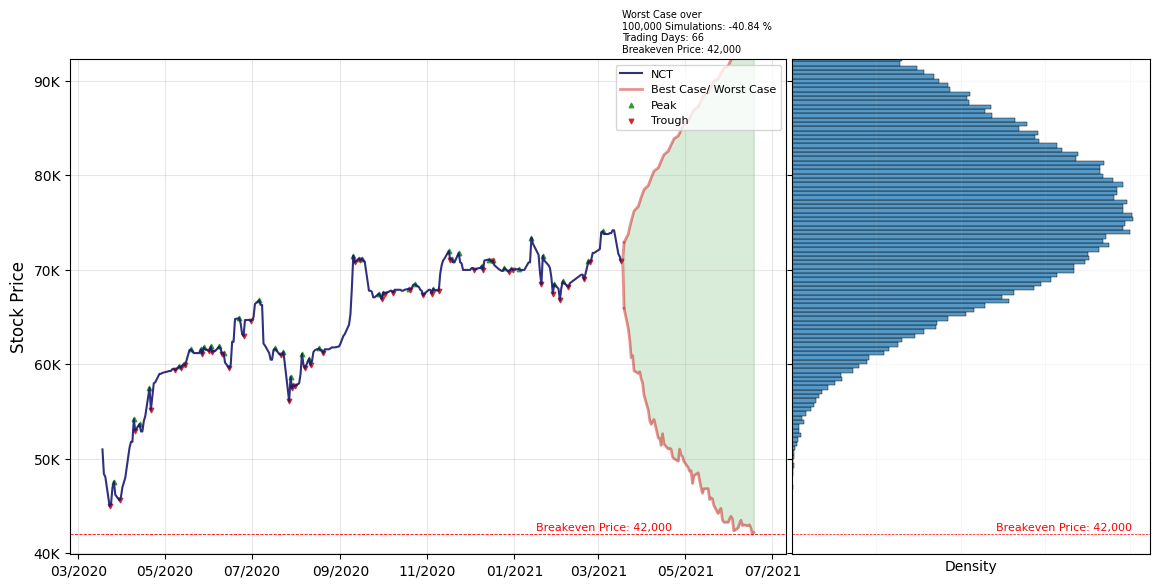 Worst Case over
100,000 Simulations: -40.84 %
Trading Days: 66
Breakeven Price: 42,000
NCT
Best Case/ Worst Case
Peak
Trough
90K
80K
70K
60K
50K
40K
Stock Price
Breakeven Price: 42,000
Breakeven Price: 42,000
03/2020
05/2020
07/2020
09/2020
11/2020
01/2021
03/2021
05/2021
07/2021
Density